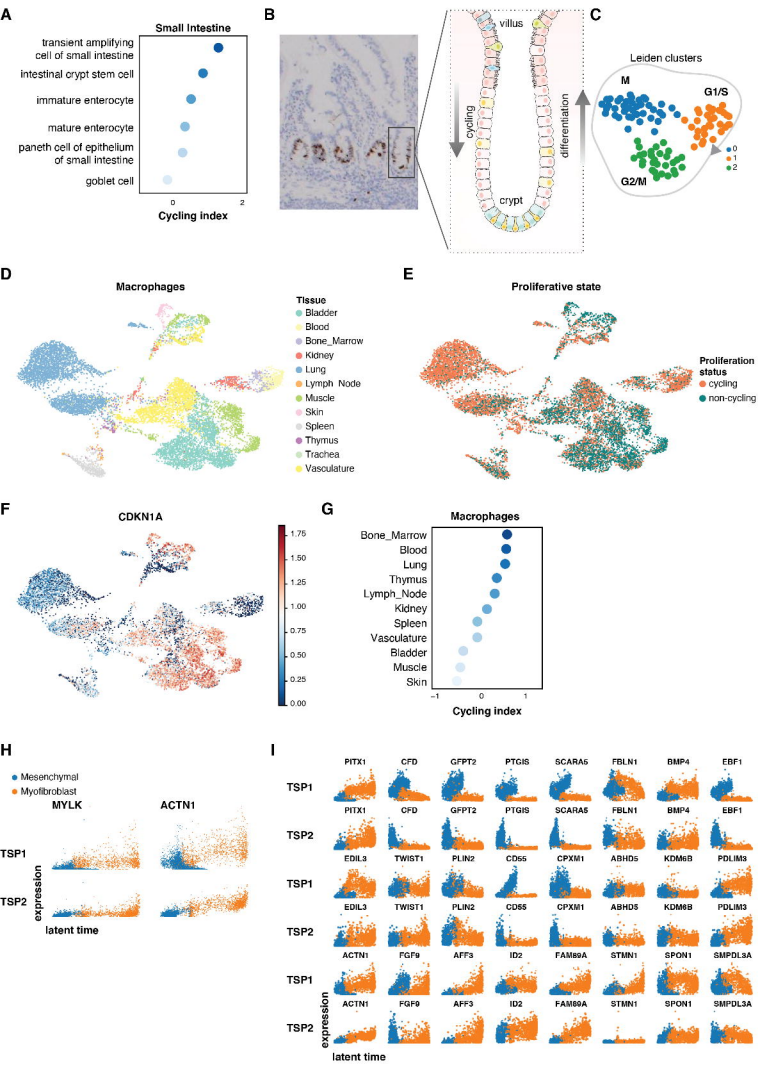 A
Small Intestine
transient amplifying
cell of small intestine
intestinal crypt stem cell
immature enterocyte
mature enterocyte
paneth cell of epithelium
of small intestine
goblet cell
0
2
Cycling index
B
villus
cycling
differentiation
crypt
C
Leiden clusters
M
G1/S
G2/M
0
1
2
D
Macrophages
Tissue
Bladder
Blood
Bone_Marrow
Kidney
Lung
Lymph_Node
Muscle
Skin
Spleen
Thymus
Trachea
Vasculature
E
Proliferative state
Proliferation
status
cycling
non-cycling
F
CDKN1A
1.75
1.50
1.25
1.00
0.75
0.50
0.25
0.00
G
Macrophages
Bone_Marrow
Blood
Lung
Thymus
Lymph_Node
Kidney
Spleen
Vasculature
Bladder
Muscle
Skin
−1 0 1
Cycling index
H
Mesenchymal
Myofibroblast
MYLK ACTN1
TSP1
TSP2
expression
latent time
I
PITX1 CFD GFPT2 PTGIS SCARA5 FBLN1 BMP4 EBF1
TSP1
PITX1 CFD GFPT2 PTGIS SCARA5 FBLN1 BMP4 EBF1
TSP2
EDIL3 TWIST1 PLIN2 CD55 CPXM1 ABHD5 KDM6B PDLIM3
TSP1
EDIL3 TWIST1 PLIN2 CD55 CPXM1 ABHD5 KDM6B PDLIM3
TSP2
ACTN1 FGF9 AFF3 ID2 FAM89A STMN1 SPON1 SMPDL3A
TSP1
ACTN1 FGF9 AFF3 ID2 FAM89A STMN1 SPON1 SMPDL3A
TSP2
expression
latent time